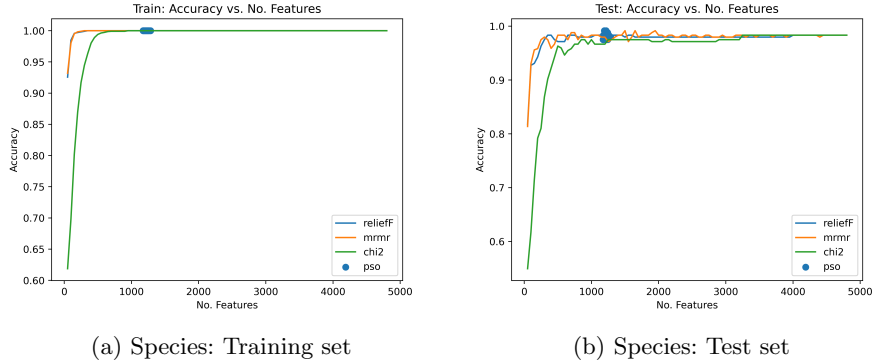 Train: Accuracy vs. No. Features
Accuracy
1.00
0.95
0.90
0.85
0.80
0.75
0.70
0.65
0.60
0 1000 2000 3000 4000 5000
No. Features
reliefF
mrmr
chi2
pso
(a) Species: Training set
Test: Accuracy vs. No. Features
Accuracy
1.0
0.9
0.8
0.7
0.6
0 1000 2000 3000 4000 5000
No. Features
reliefF
mrmr
chi2
pso
(b) Species: Test set